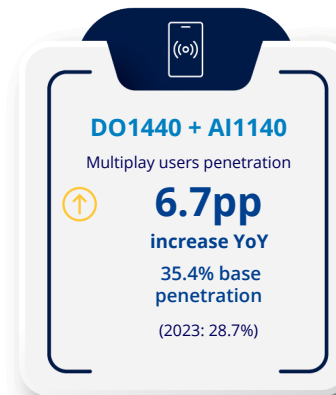 DO1440 + AI1140
Multiplay users penetration
6.7pp
increase YoY
35.4% base
penetration
(2023: 28.7%)